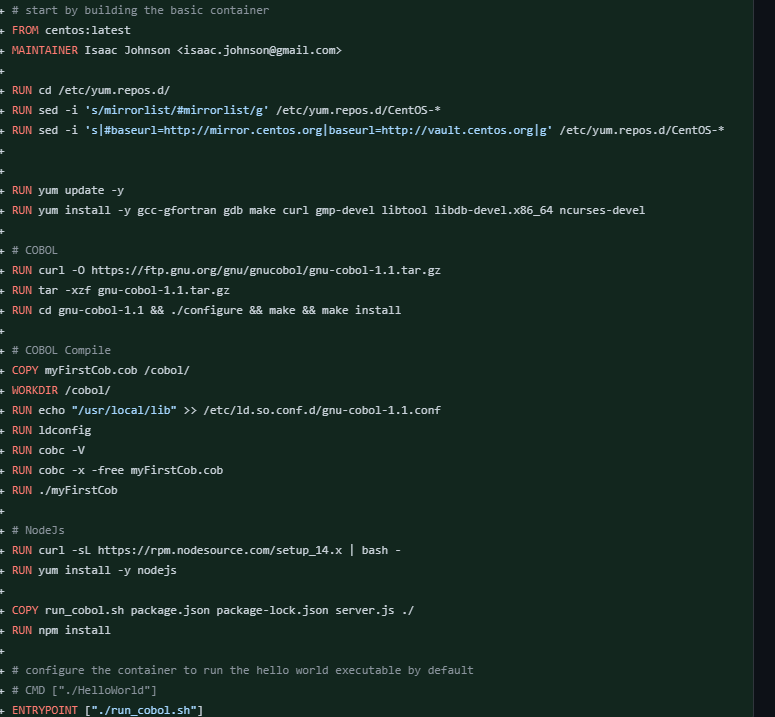 + # start by building the basic container
+ FROM centos:latest
+ MAINTAINER Isaac Johnson <isaac.johnson@gmail.com>
+
+ RUN cd /etc/yum.repos.d/
+ RUN sed -i 's/mirrorlist/#mirrorlist/g' /etc/yum.repos.d/CentOS-*
+ RUN sed -i 's|#baseurl=http://mirror.centos.org|baseurl=http://vault.centos.org|g' /etc/yum.repos.d/CentOS-*
+
+
+ RUN yum update -y
+ RUN yum install -y gcc-gfortran gdb make curl gmp-devel libtool libdb-devel.x86_64 ncurses-devel
+
+ # COBOL
+ RUN curl -O https://ftp.gnu.org/gnu/gnucobol/gnu-cobol-1.1.tar.gz
+ RUN tar -xzf gnu-cobol-1.1.tar.gz
+ RUN cd gnu-cobol-1.1 && ./configure && make && make install
+
+ # COBOL Compile
+ COPY myFirstCob.cob /cobol/
+ WORKDIR /cobol/
+ RUN echo "/usr/local/lib" >> /etc/ld.so.conf.d/gnu-cobol-1.1.conf
+ RUN ldconfig
+ RUN cobc -V
+ RUN cobc -x -free myFirstCob.cob
+ RUN ./myFirstCob
+
+ # NodeJs
+ RUN curl -sL https://rpm.nodesource.com/setup_14.x | bash -
+ RUN yum install -y nodejs
+
+ COPY run_cobol.sh package.json package-lock.json server.js ./
+ RUN npm install
+
+ # configure the container to run the hello world executable by default
+ # CMD ["./HelloWorld"]
+ ENTRYPOINT ["./run_cobol.sh"]